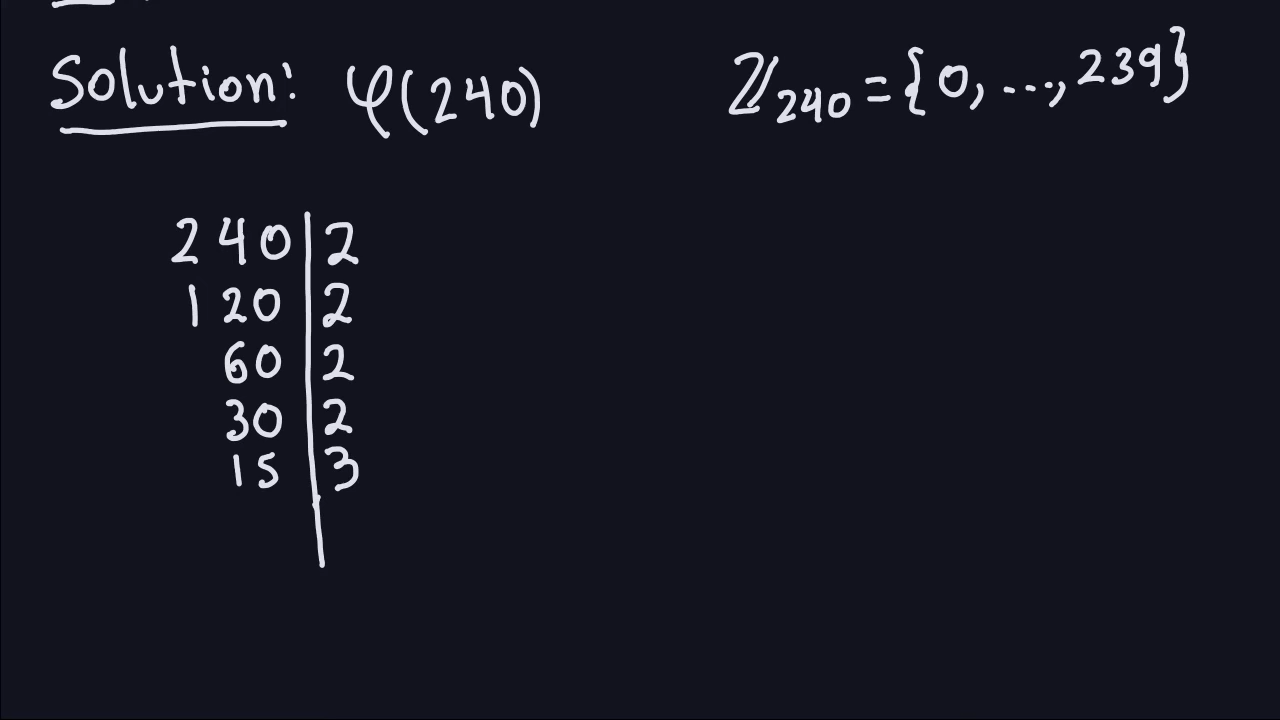 Solution: φ(240) ℤ₂₄₀ = {0, ..., 239}
240 | 2
120 | 2
60 | 2
30 | 2
15 | 3